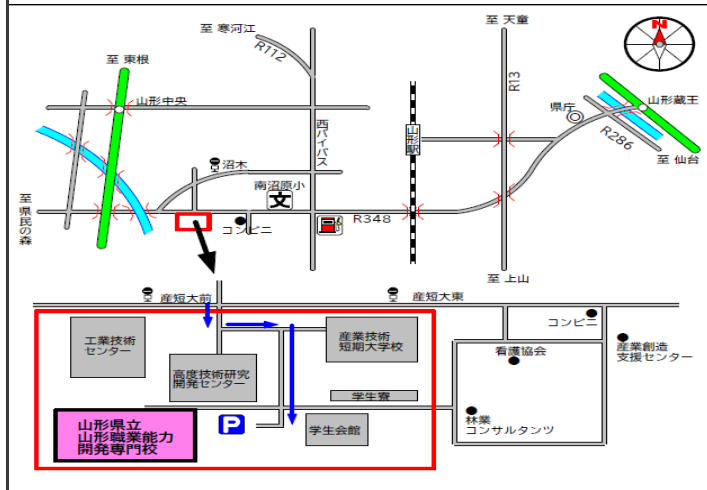 至 寒河江
至 天童
N
R112
至 東根
R13
山形中央
山形蔵王
県庁
西バイパス
山形駅
R286
至 仙台
沼木
南沼原小
文
至 県民の森
コンビニ
R348
至 上山
産短大前
産短大東
コンビニ
工業技術
センター
産業技術
短期大学校
看護協会
産業創造
支援センター
高度技術研究
開発センター
学生寮
山形県立
山形職業能力
開発専門校
P
学生会館
林業
コンサルタンツ